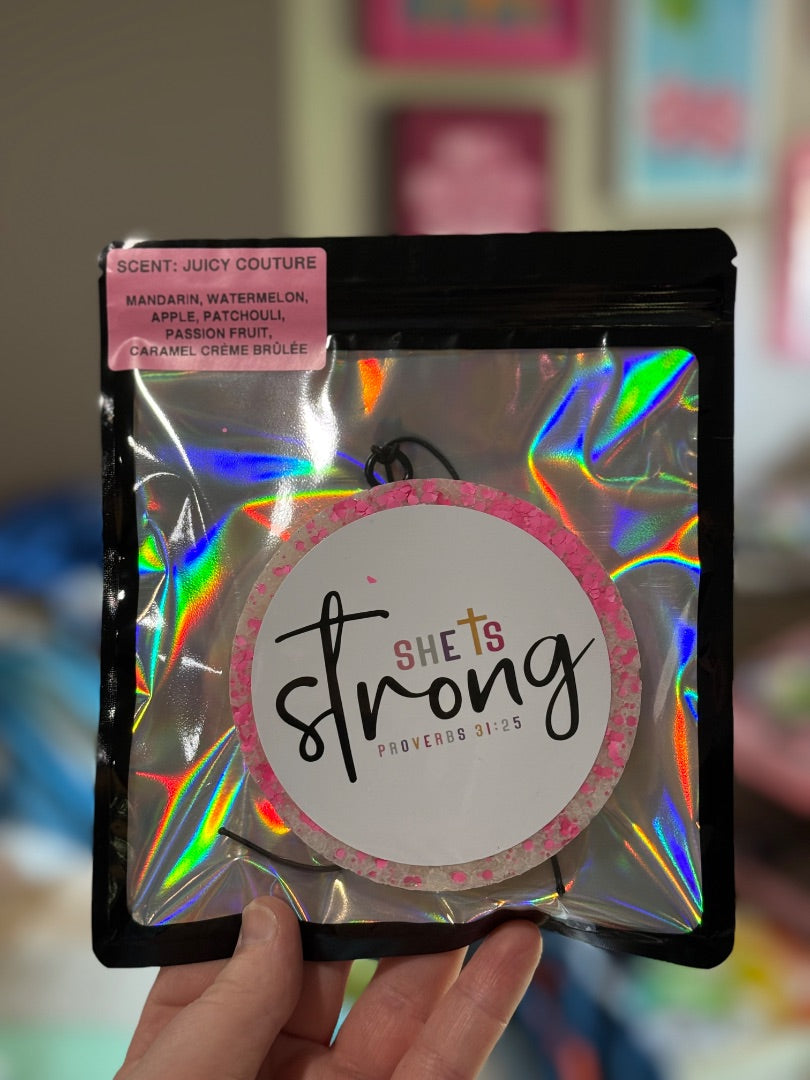 SCENT: JUICY COUTURE
MANDARIN, WATERMELON,
APPLE, PATCHOULI,
PASSION FRUIT,
CARAMEL CRÈME BRÛLÉE
SHE IS
strong
PROVERBS 31:25